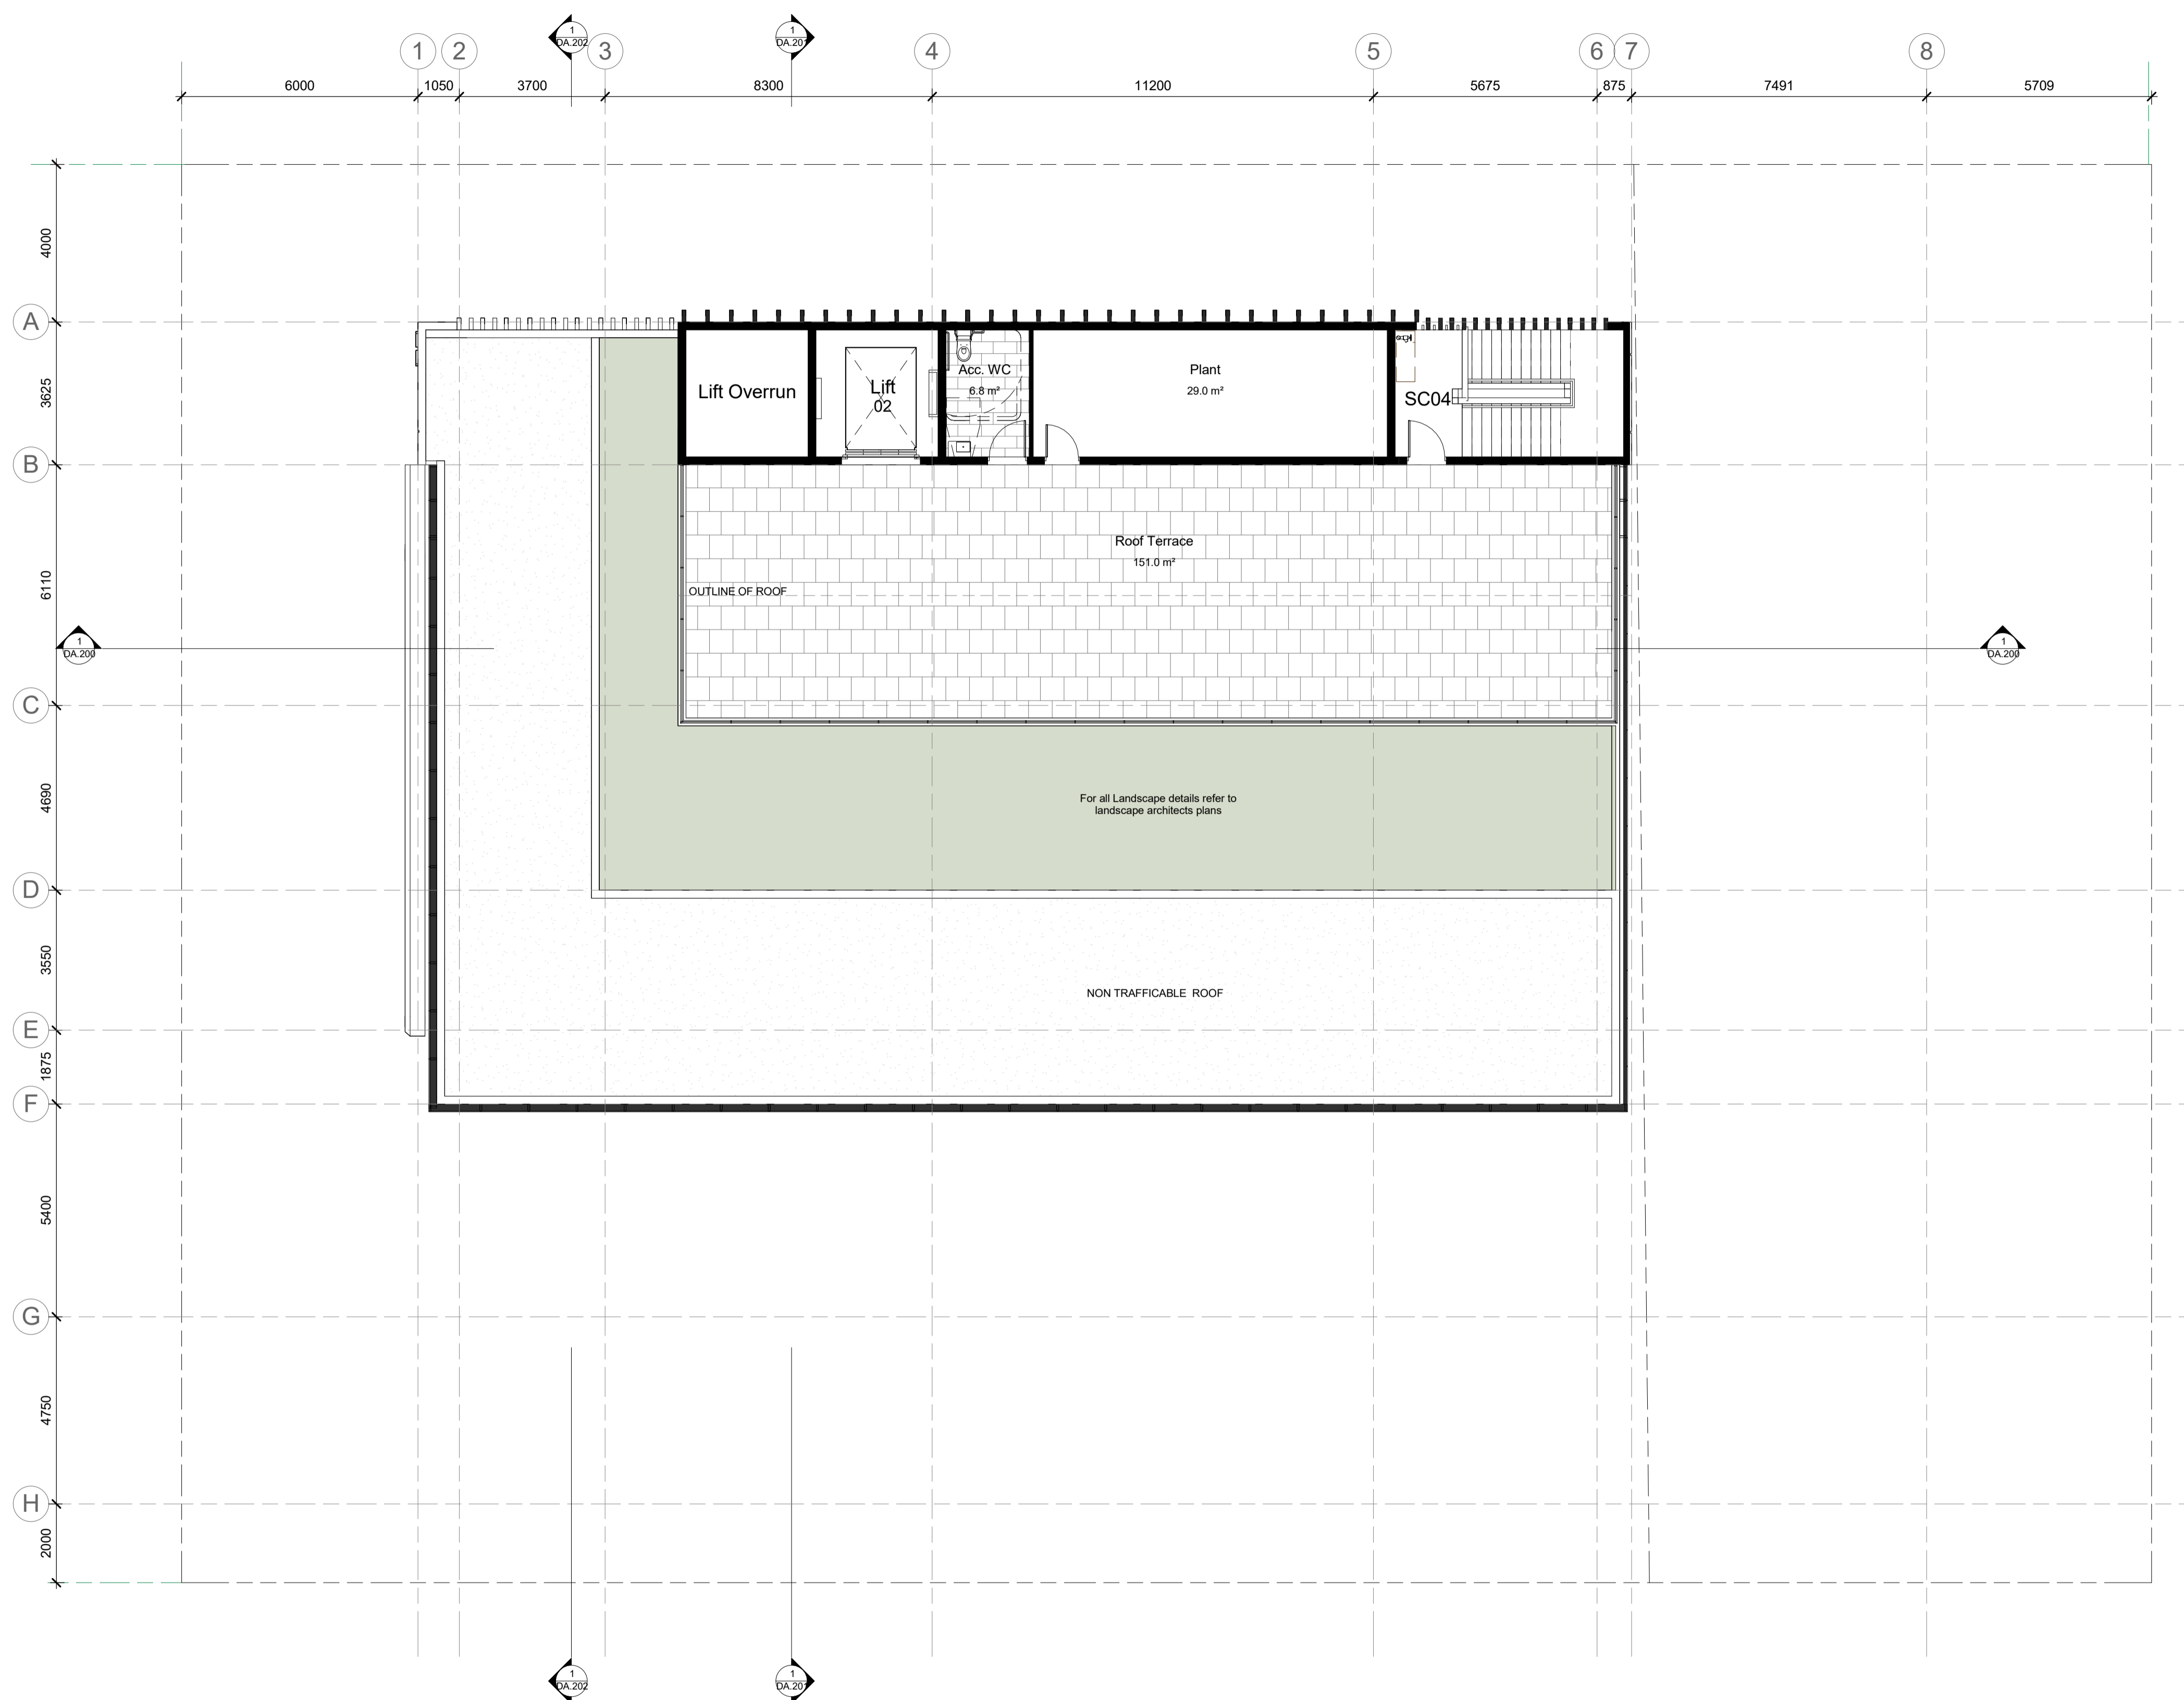 1
DA.202
1
DA.201
1
2
3
4
5
6
7
8
6000
1050
3700
8300
11200
5675
875
7491
5709
4000
A
3625
Lift Overrun
Lift
02
Acc. WC
6.8 m²
Plant
29.0 m²
SC04
B
6110
Roof Terrace
151.0 m²
OUTLINE OF ROOF
1
DA.200
1
DA.200
C
4690
For all Landscape details refer to
landscape architects plans
D
3550
NON TRAFFICABLE ROOF
E
1875
F
5400
G
4750
H
2000
1
DA.202
1
DA.201